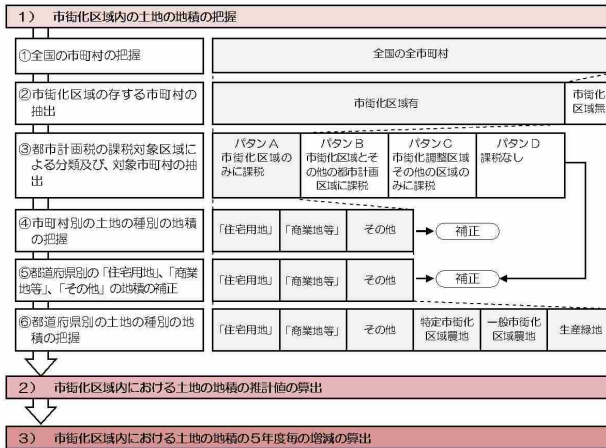 1） 市街化区域内の土地の地積の把握
①全国の市町村の把握
全国の全市町村
②市街化区域の存する市町村の
抽出
市街化区域有
市街化
区域無
③都市計画税の課税対象区域に
よる分類及び、対象市町村の抽
出
パタンA
市街化区域の
みに課税
パタンB
市街化区域とそ
の他の都市計画
区域に課税
パタンC
市街化調整区域
その他の区域の
みに課税
パタンD
課税なし
④市町村別の土地の種別の地積
の把握
「住宅用地」
「商業地等」
その他
補正
⑤都道府県別の「住宅用地」、「商業
地等」、「その他」の地積の補正
「住宅用地」
「商業地等」
その他
補正
⑥都道府県別の土地の種別の地
積の把握
「住宅用地」
「商業地等」
その他
特定市街化
区域農地
一般市街化
区域農地
生産緑地
2） 市街化区域内における土地の地積の推計値の算出
3） 市街化区域内における土地の地積の５年度毎の増減の算出